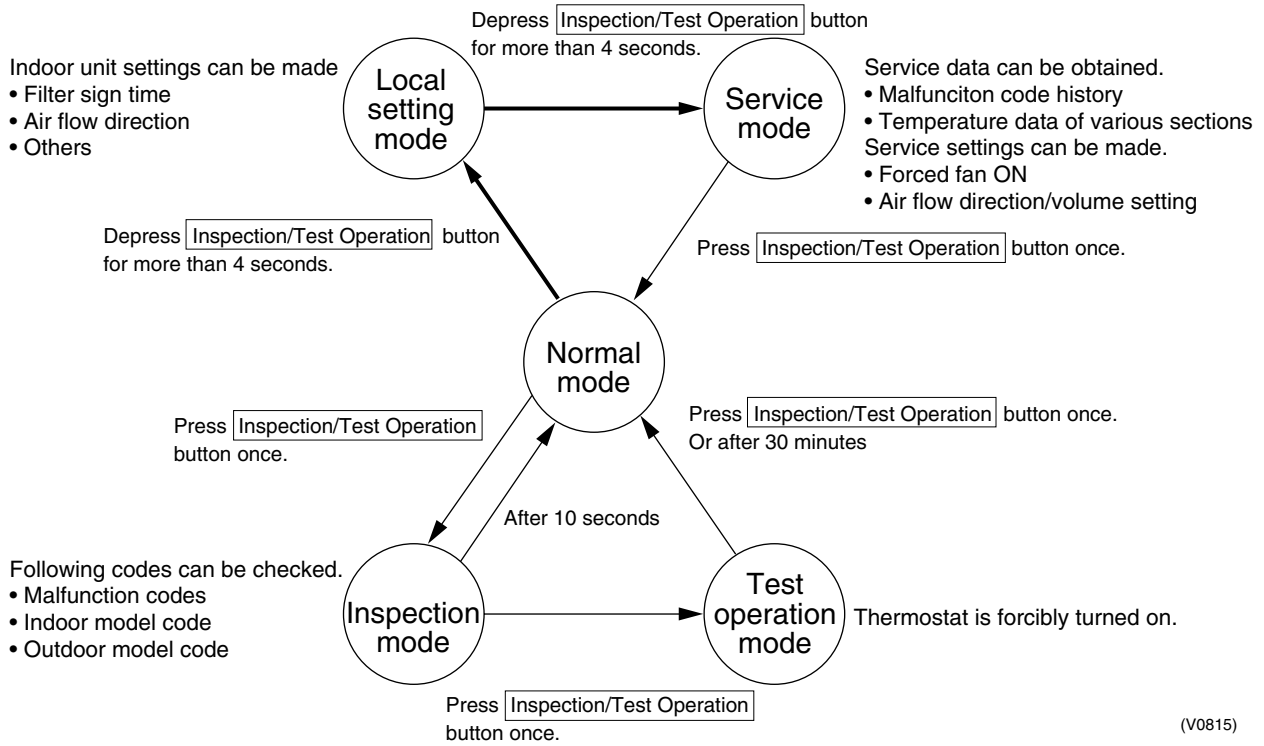 Depress Inspection/Test Operation button
for more than 4 seconds.
Indoor unit settings can be made
• Filter sign time
• Air flow direction
• Others
Local
setting
mode
Service
mode
Service data can be obtained.
• Malfunciton code history
• Temperature data of various sections
Service settings can be made.
• Forced fan ON
• Air flow direction/volume setting
Depress Inspection/Test Operation button
for more than 4 seconds.
Press Inspection/Test Operation button once.
Normal
mode
Press Inspection/Test Operation
button once.
Press Inspection/Test Operation button once.
Or after 30 minutes
After 10 seconds
Following codes can be checked.
• Malfunction codes
• Indoor model code
• Outdoor model code
Inspection
mode
Test
operation
mode
Thermostat is forcibly turned on.
Press Inspection/Test Operation
button once.
(V0815)